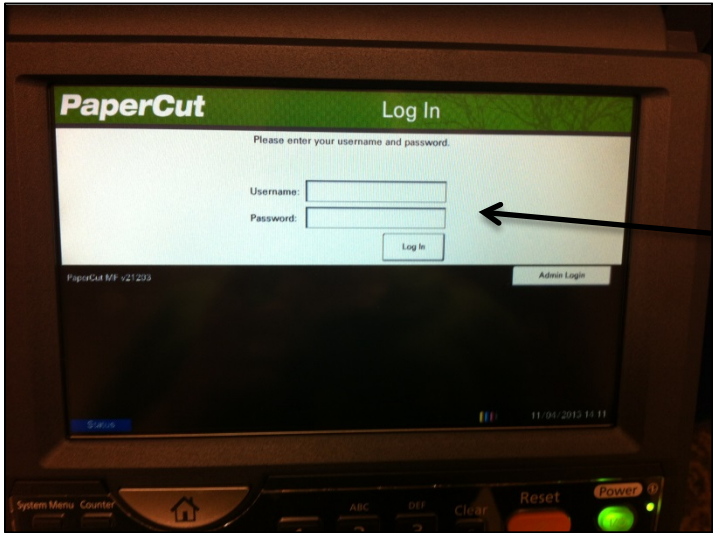 PaperCut
Log In
Please enter your username and password.
Username:
Password:
Log In
PaperCut MF v21203
Admin Login
Status
11/04/2013 14:11
System Menu Counter
ABC
DEF
Clear
Reset
Power